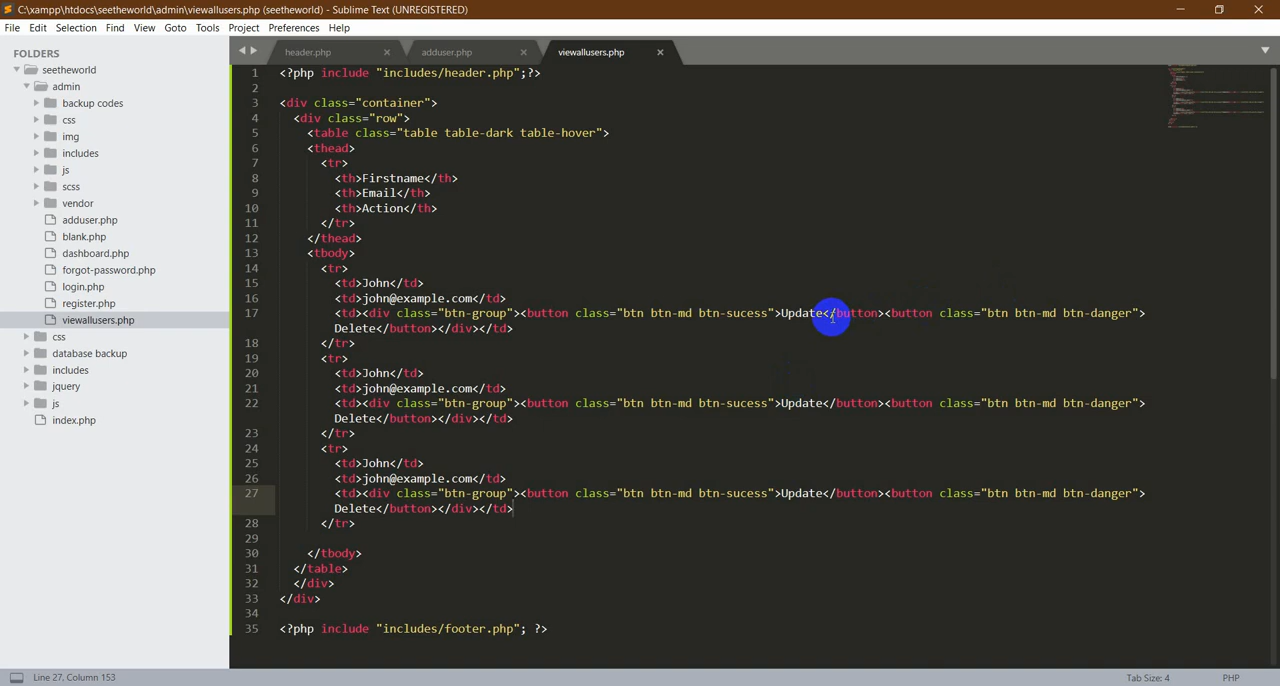 C:\xampp\htdocs\seetheworld\admin\viewallusers.php (seetheworld) - Sublime Text (UNREGISTERED)
File Edit Selection Find View Goto Tools Project Preferences Help
FOLDERS
seetheworld
admin
backup codes
css
img
includes
js
scss
vendor
adduser.php
blank.php
dashboard.php
forgot-password.php
login.php
register.php
viewallusers.php
css
database backup
includes
jquery
js
index.php
header.php adduser.php viewallusers.php
1 <?php include "includes/header.php";?>
2
3 <div class="container">
4 <div class="row">
5 <table class="table table-dark table-hover">
6 <thead>
7 <tr>
8 <th>Firstname</th>
9 <th>Email</th>
10 <th>Action</th>
11 </tr>
12 </thead>
13 <tbody>
14 <tr>
15 <td>John</td>
16 <td>john@example.com</td>
17 <td><div class="btn-group"><button class="btn btn-md btn-sucess">Update</button><button class="btn btn-md btn-danger">
Delete</button></div></td>
18 </tr>
19 <tr>
20 <td>John</td>
21 <td>john@example.com</td>
22 <td><div class="btn-group"><button class="btn btn-md btn-sucess">Update</button><button class="btn btn-md btn-danger">
Delete</button></div></td>
23 </tr>
24 <tr>
25 <td>John</td>
26 <td>john@example.com</td>
27 <td><div class="btn-group"><button class="btn btn-md btn-sucess">Update</button><button class="btn btn-md btn-danger">
Delete</button></div></td>
28 </tr>
29
30 </tbody>
31 </table>
32 </div>
33 </div>
34
35 <?php include "includes/footer.php"; ?>
Line 27, Column 153 Tab Size: 4 PHP